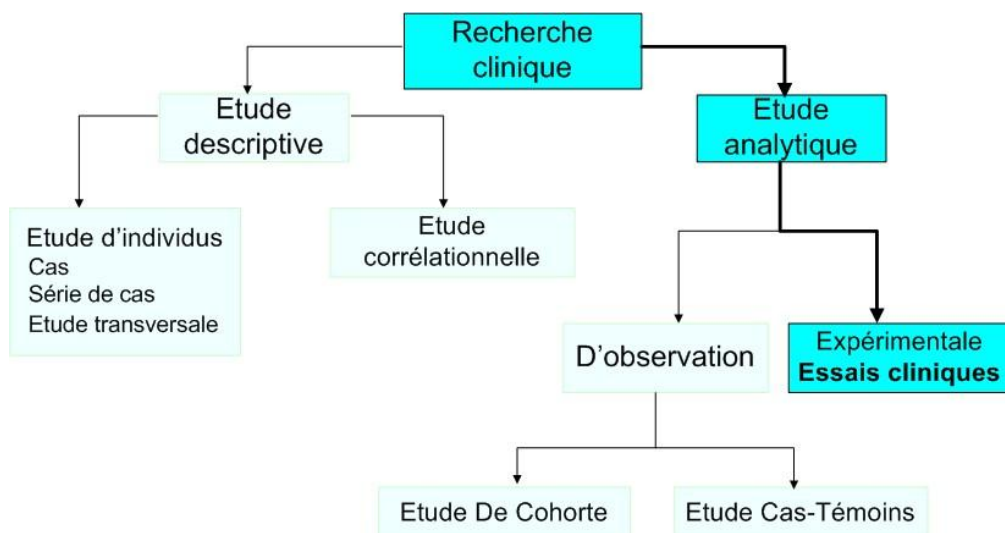 Recherche
clinique
Etude
descriptive
Etude
analytique
Etude d'individus
Cas
Série de cas
Etude transversale
Etude
corrélationnelle
D'observation
Expérimentale
Essais cliniques
Etude De Cohorte
Etude Cas-Témoins